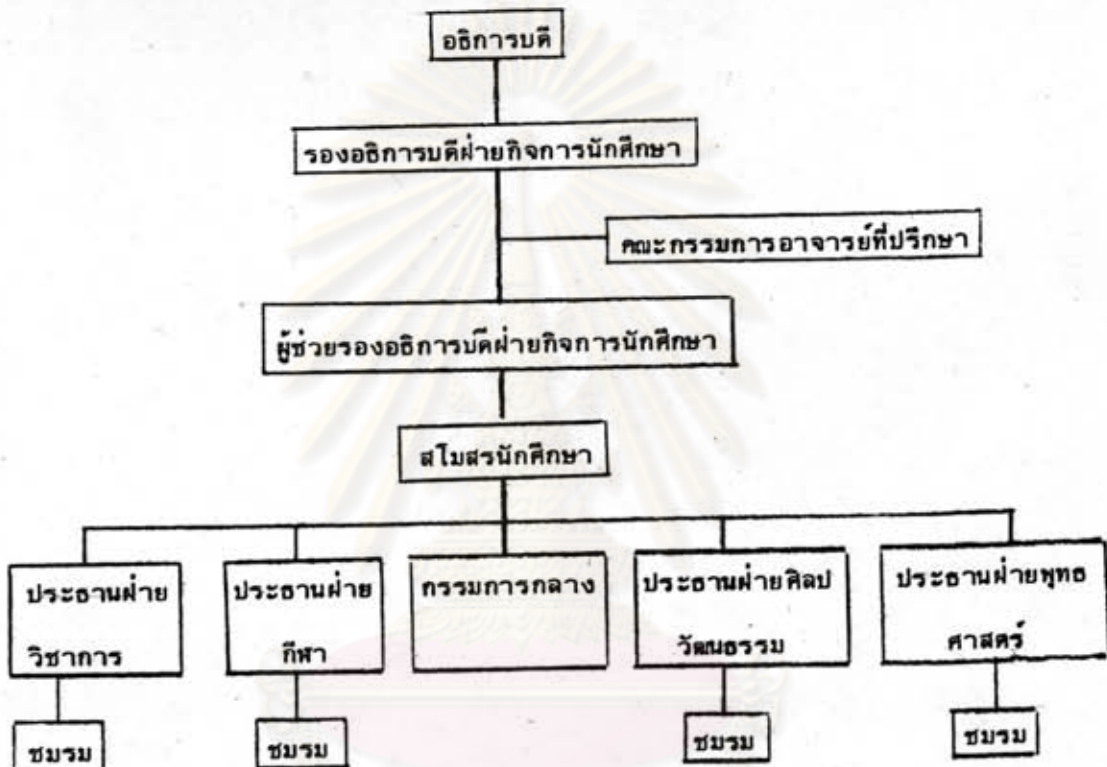 อธิการบดี
รองอธิการบดีฝ่ายกิจการนักศึกษา
คณะกรรมการอาจารย์ที่ปรึกษา
ผู้ช่วยรองอธิการบดีฝ่ายกิจการนักศึกษา
สโมสรนักศึกษา
ประธานฝ่าย
วิชาการ
ประธานฝ่าย
กีฬา
กรรมการกลาง
ประธานฝ่ายศิลป
วัฒนธรรม
ประธานฝ่ายพุทธ
ศาสตร์
ชมรม
ชมรม
ชมรม
ชมรม